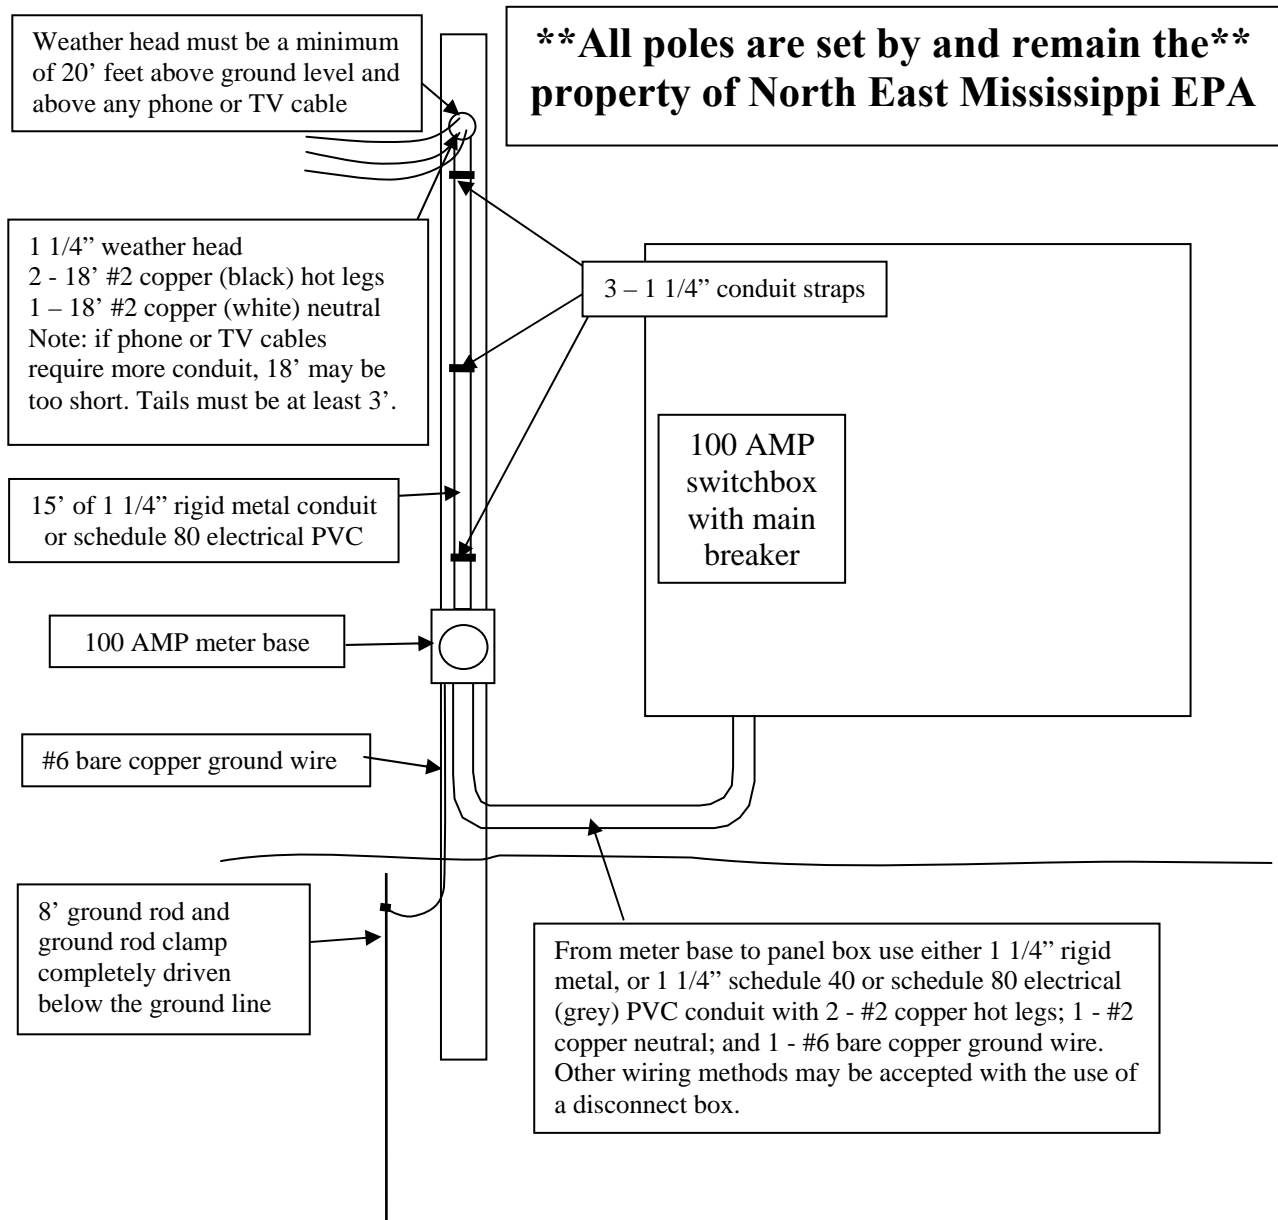 Weather head must be a minimum
of 20’ feet above ground level and
above any phone or TV cable
**All poles are set by and remain the**
property of North East Mississippi EPA
1 1/4” weather head
2 - 18’ #2 copper (black) hot legs
1 – 18’ #2 copper (white) neutral
Note: if phone or TV cables
require more conduit, 18’ may be
too short. Tails must be at least 3’.
3 – 1 1/4” conduit straps
100 AMP
switchbox
with main
breaker
15’ of 1 1/4” rigid metal conduit
or schedule 80 electrical PVC
100 AMP meter base
#6 bare copper ground wire
8’ ground rod and
ground rod clamp
completely driven
below the ground line
From meter base to panel box use either 1 1/4” rigid
metal, or 1 1/4” schedule 40 or schedule 80 electrical
(grey) PVC conduit with 2 - #2 copper hot legs; 1 - #2
copper neutral; and 1 - #6 bare copper ground wire.
Other wiring methods may be accepted with the use of
a disconnect box.